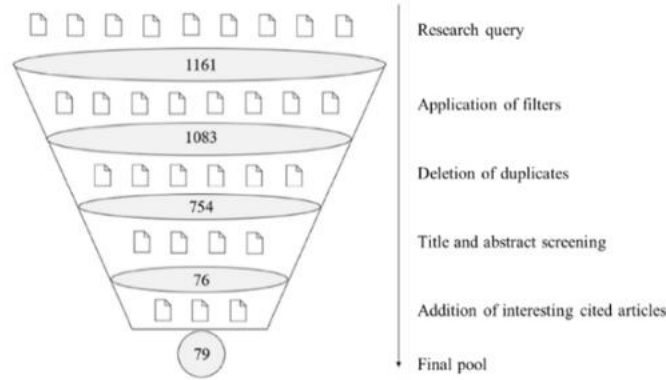 Research query
1161
Application of filters
1083
Deletion of duplicates
754
Title and abstract screening
76
Addition of interesting cited articles
79
Final pool